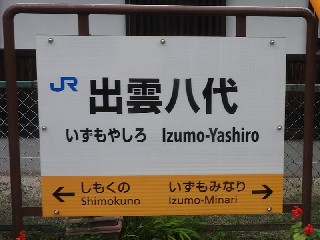 JR 出雲八代
いずもやしろ Izumo-Yashiro
← しもくの いずもみなり →
Shimokuno Izumo-Minari